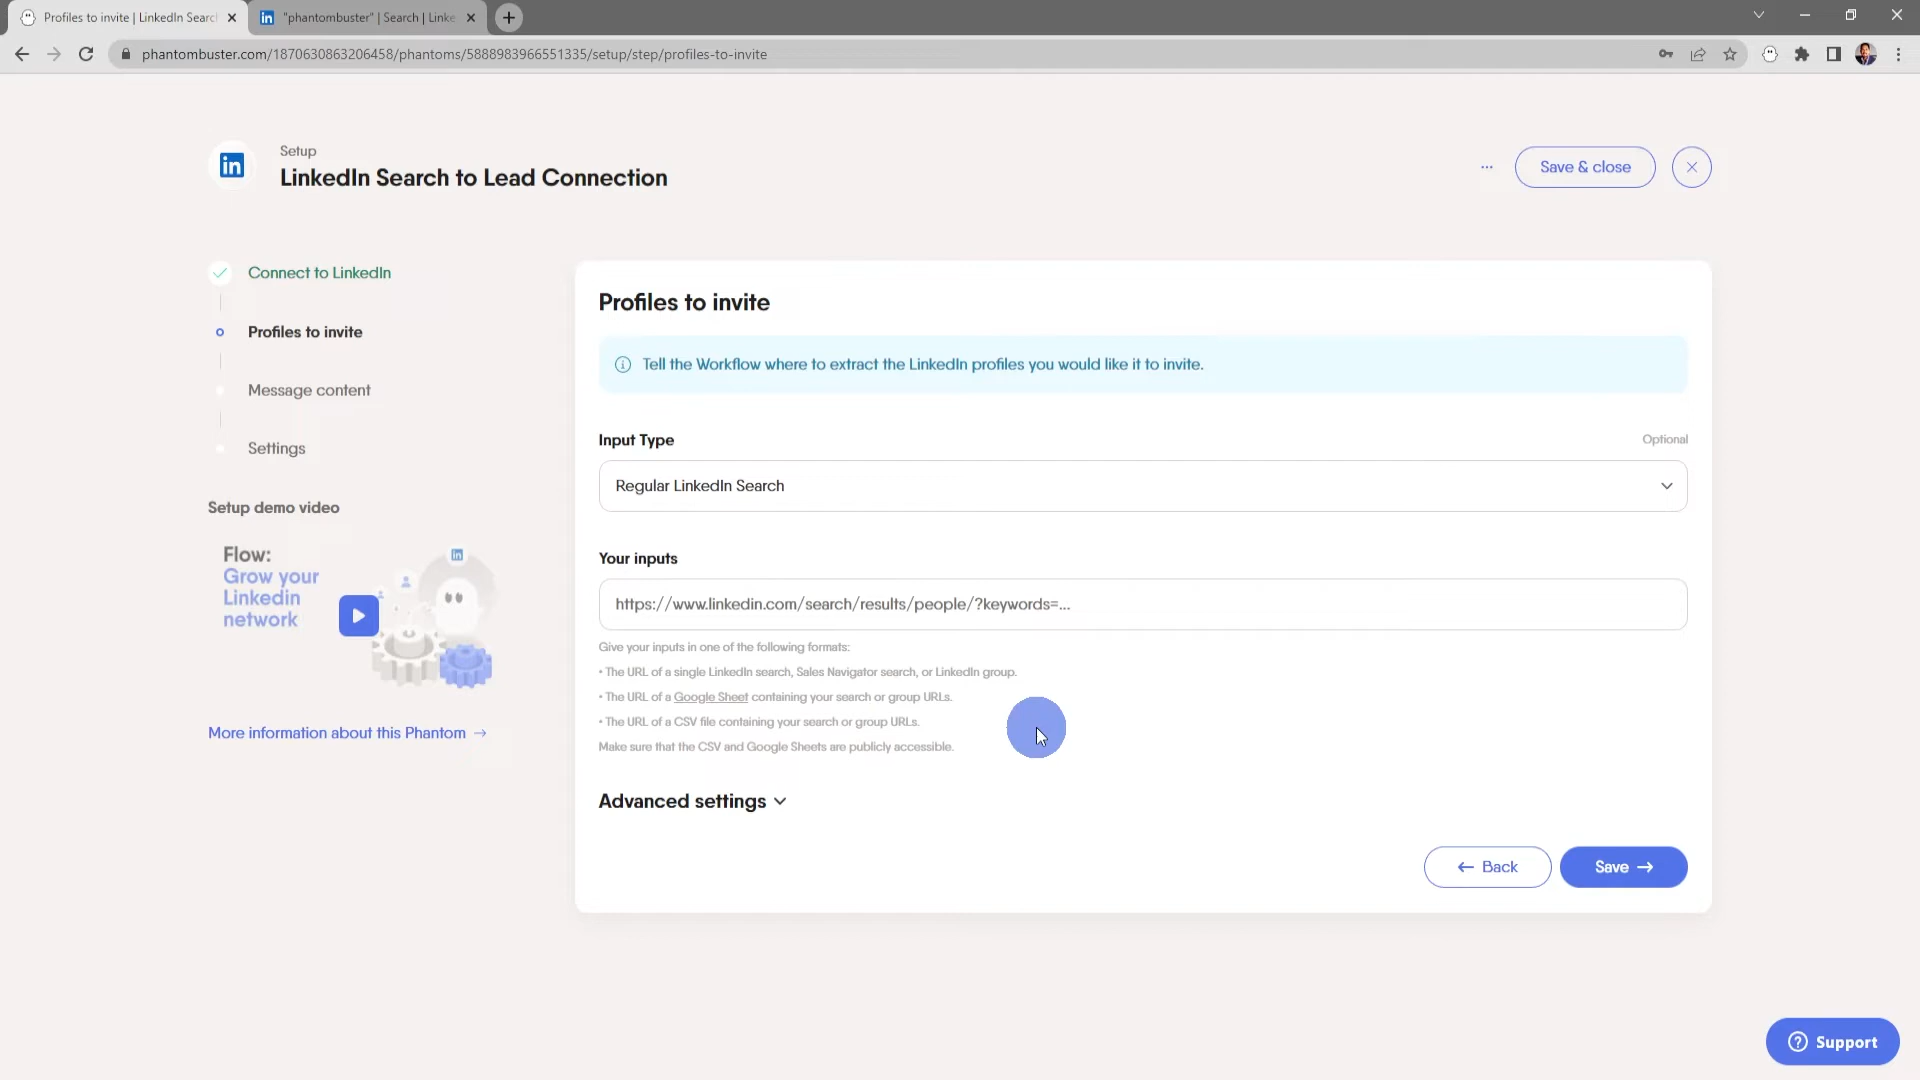 Profiles to invite | LinkedIn Searc
"phantombuster" | Search | Linke
phantombuster.com/1870630863206458/phantoms/5888983966551335/setup/step/profiles-to-invite
in
Setup
LinkedIn Search to Lead Connection
Save & close
Connect to LinkedIn
Profiles to invite
Message content
Settings
Setup demo video
Flow:
Grow your
Linkedin
network
in
More information about this Phantom →
Profiles to invite
Tell the Workflow where to extract the LinkedIn profiles you would like it to invite.
Input Type
Optional
Regular LinkedIn Search
Your inputs
https://www.linkedin.com/search/results/people/?keywords=...
Give your inputs in one of the following formats:
• The URL of a single LinkedIn search, Sales Navigator search, or LinkedIn group.
• The URL of a Google Sheet containing your search or group URLs.
• The URL of a CSV file containing your search or group URLs.
Make sure that the CSV and Google Sheets are publicly accessible.
Advanced settings
← Back
Save →
Support